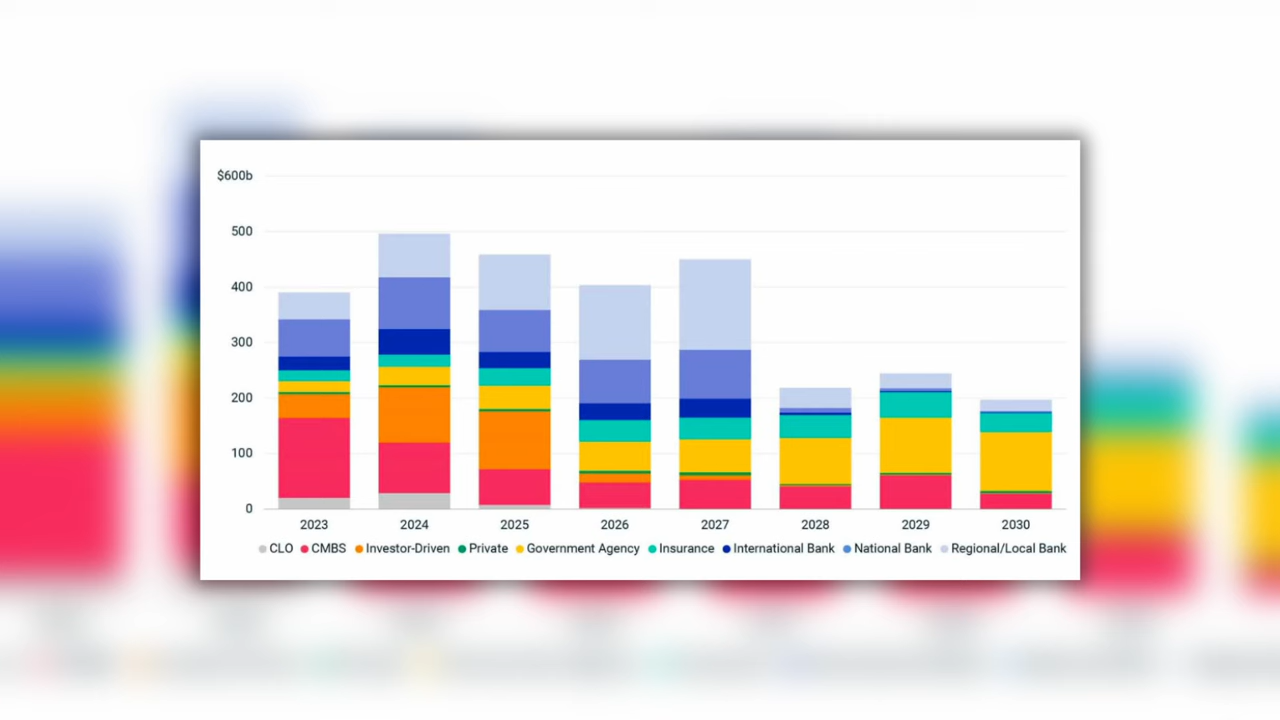 $600b
500
400
300
200
100
0
2023 2024 2025 2026 2027 2028 2029 2030
CLO CMBS Investor-Driven Private Government Agency Insurance International Bank National Bank Regional/Local Bank